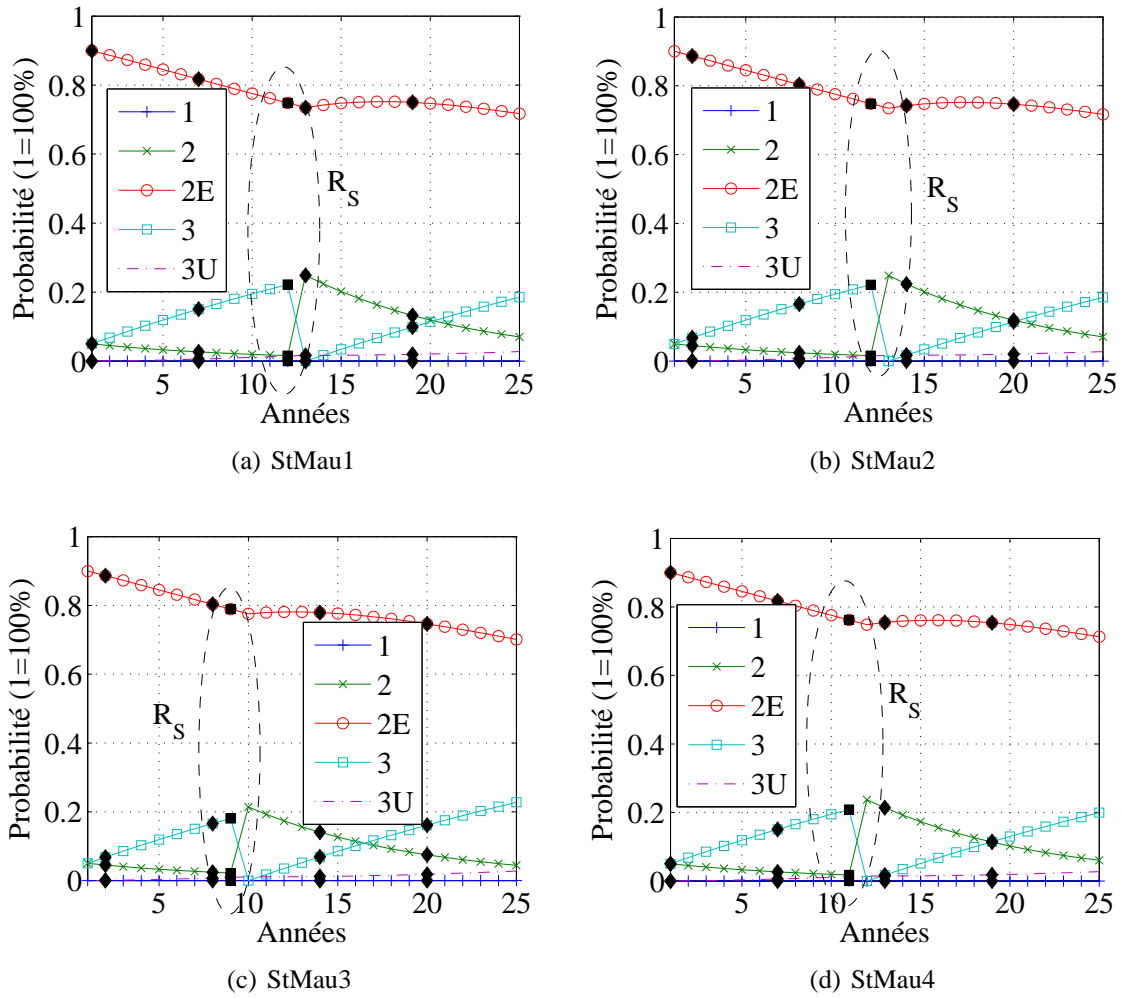 Probabilité (1=100%)
1
0.8
0.6
0.4
0.2
0
1
2
2E
3
3U
R_S
5 10 15 20 25
Années
(a) StMau1
Probabilité (1=100%)
1
0.8
0.6
0.4
0.2
0
1
2
2E
3
3U
R_S
5 10 15 20 25
Années
(b) StMau2
Probabilité (1=100%)
1
0.8
0.6
0.4
0.2
0
R_S
1
2
2E
3
3U
5 10 15 20 25
Années
(c) StMau3
Probabilité (1=100%)
1
0.8
0.6
0.4
0.2
0
1
2
2E
3
3U
R_S
5 10 15 20 25
Années
(d) StMau4